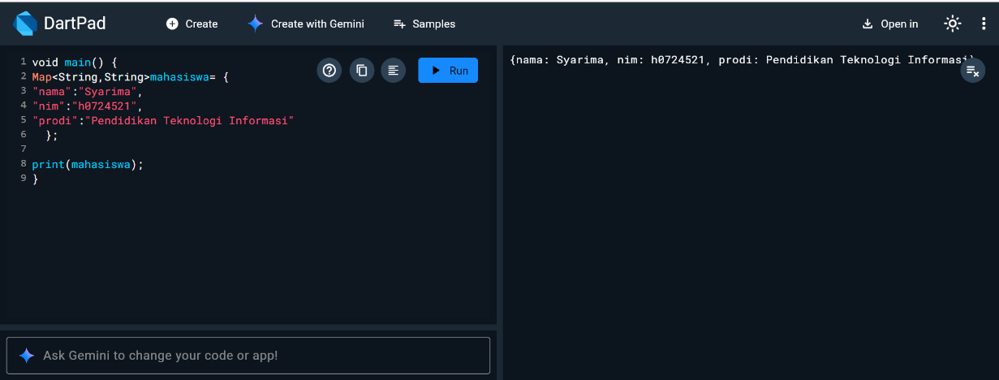 DartPad
Create
Create with Gemini
Samples
Open in
1 void main() {
2 Map<String,String>mahasiswa= {
3 "nama":"Syarima",
4 "nim":"h0724521",
5 "prodi":"Pendidikan Teknologi Informasi"
6   };
7
8 print(mahasiswa);
9 }
Run
Ask Gemini to change your code or app!
{nama: Syarima, nim: h0724521, prodi: Pendidikan Teknologi Informasi}